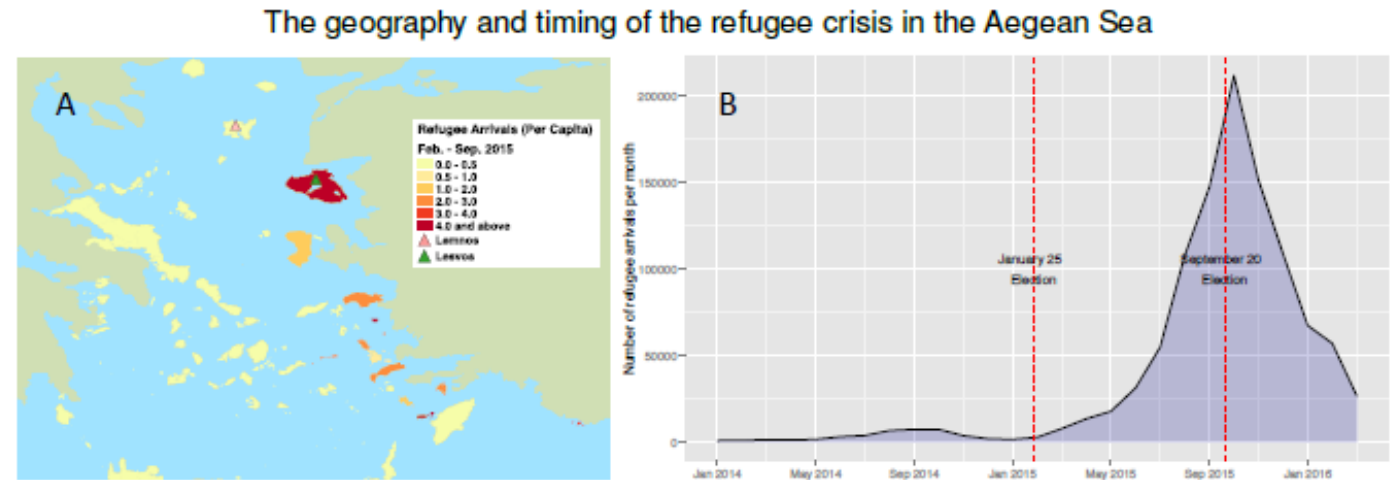 The geography and timing of the refugee crisis in the Aegean Sea
A
Refugee Arrivals (Per Capita)
Feb. - Sep. 2015
0.0 - 0.5
0.5 - 1.0
1.0 - 2.0
2.0 - 3.0
3.0 - 4.0
4.0 and above
Lemnos
Lesvos
B
Number of refugee arrivals per month
200000
150000
100000
50000
0
January 25
Election
September 20
Election
Jan 2014
May 2014
Sep 2014
Jan 2015
May 2015
Sep 2015
Jan 2016